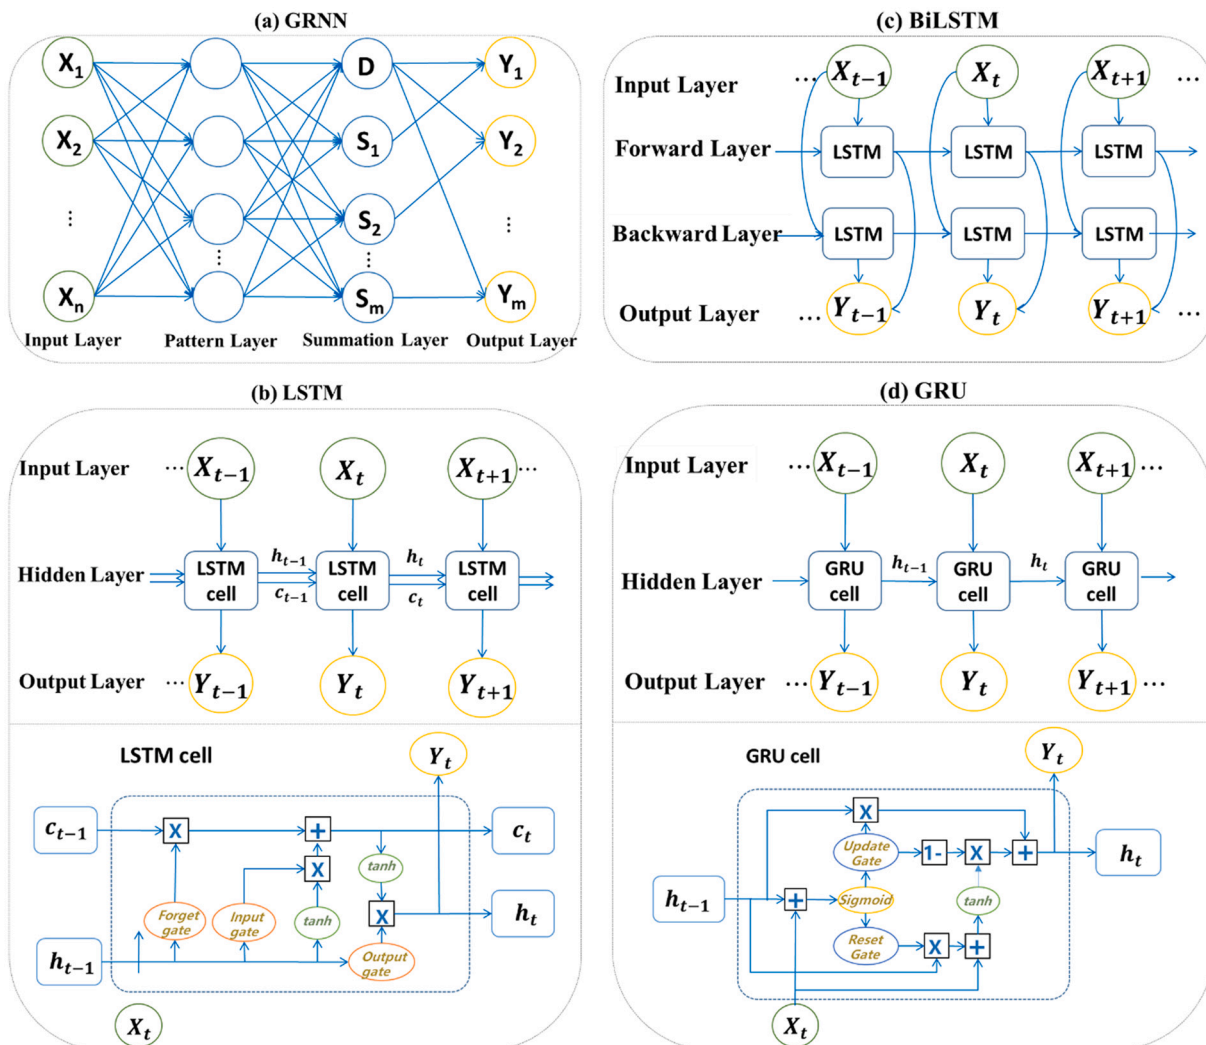 (a) GRNN
X1 D Y1
X2 S1 Y2
⋮ S2 ⋮
⋮ ⋮
Xn Sm Ym
Input Layer Pattern Layer Summation Layer Output Layer
(c) BiLSTM
Input Layer ... Xt−1 Xt Xt+1 ...
Forward Layer LSTM LSTM LSTM
Backward Layer LSTM LSTM LSTM
Output Layer ... Yt−1 Yt Yt+1 ...
(b) LSTM
Input Layer ... Xt−1 Xt Xt+1 ...
ht−1 ht
Hidden Layer LSTM cell LSTM cell LSTM cell
ct−1 ct
Output Layer ... Yt−1 Yt Yt+1
LSTM cell Yt
ct−1 X + ct
X tanh
Forget gate Input gate tanh X ht
ht−1 Output gate
Xt
(d) GRU
Input Layer ... Xt−1 Xt Xt+1 ...
ht−1 ht
Hidden Layer GRU cell GRU cell GRU cell
Output Layer ... Yt−1 Yt Yt+1 ...
GRU cell Yt
X
Update Gate 1- X + ht
ht−1 + Sigmoid tanh
Reset Gate X +
Xt